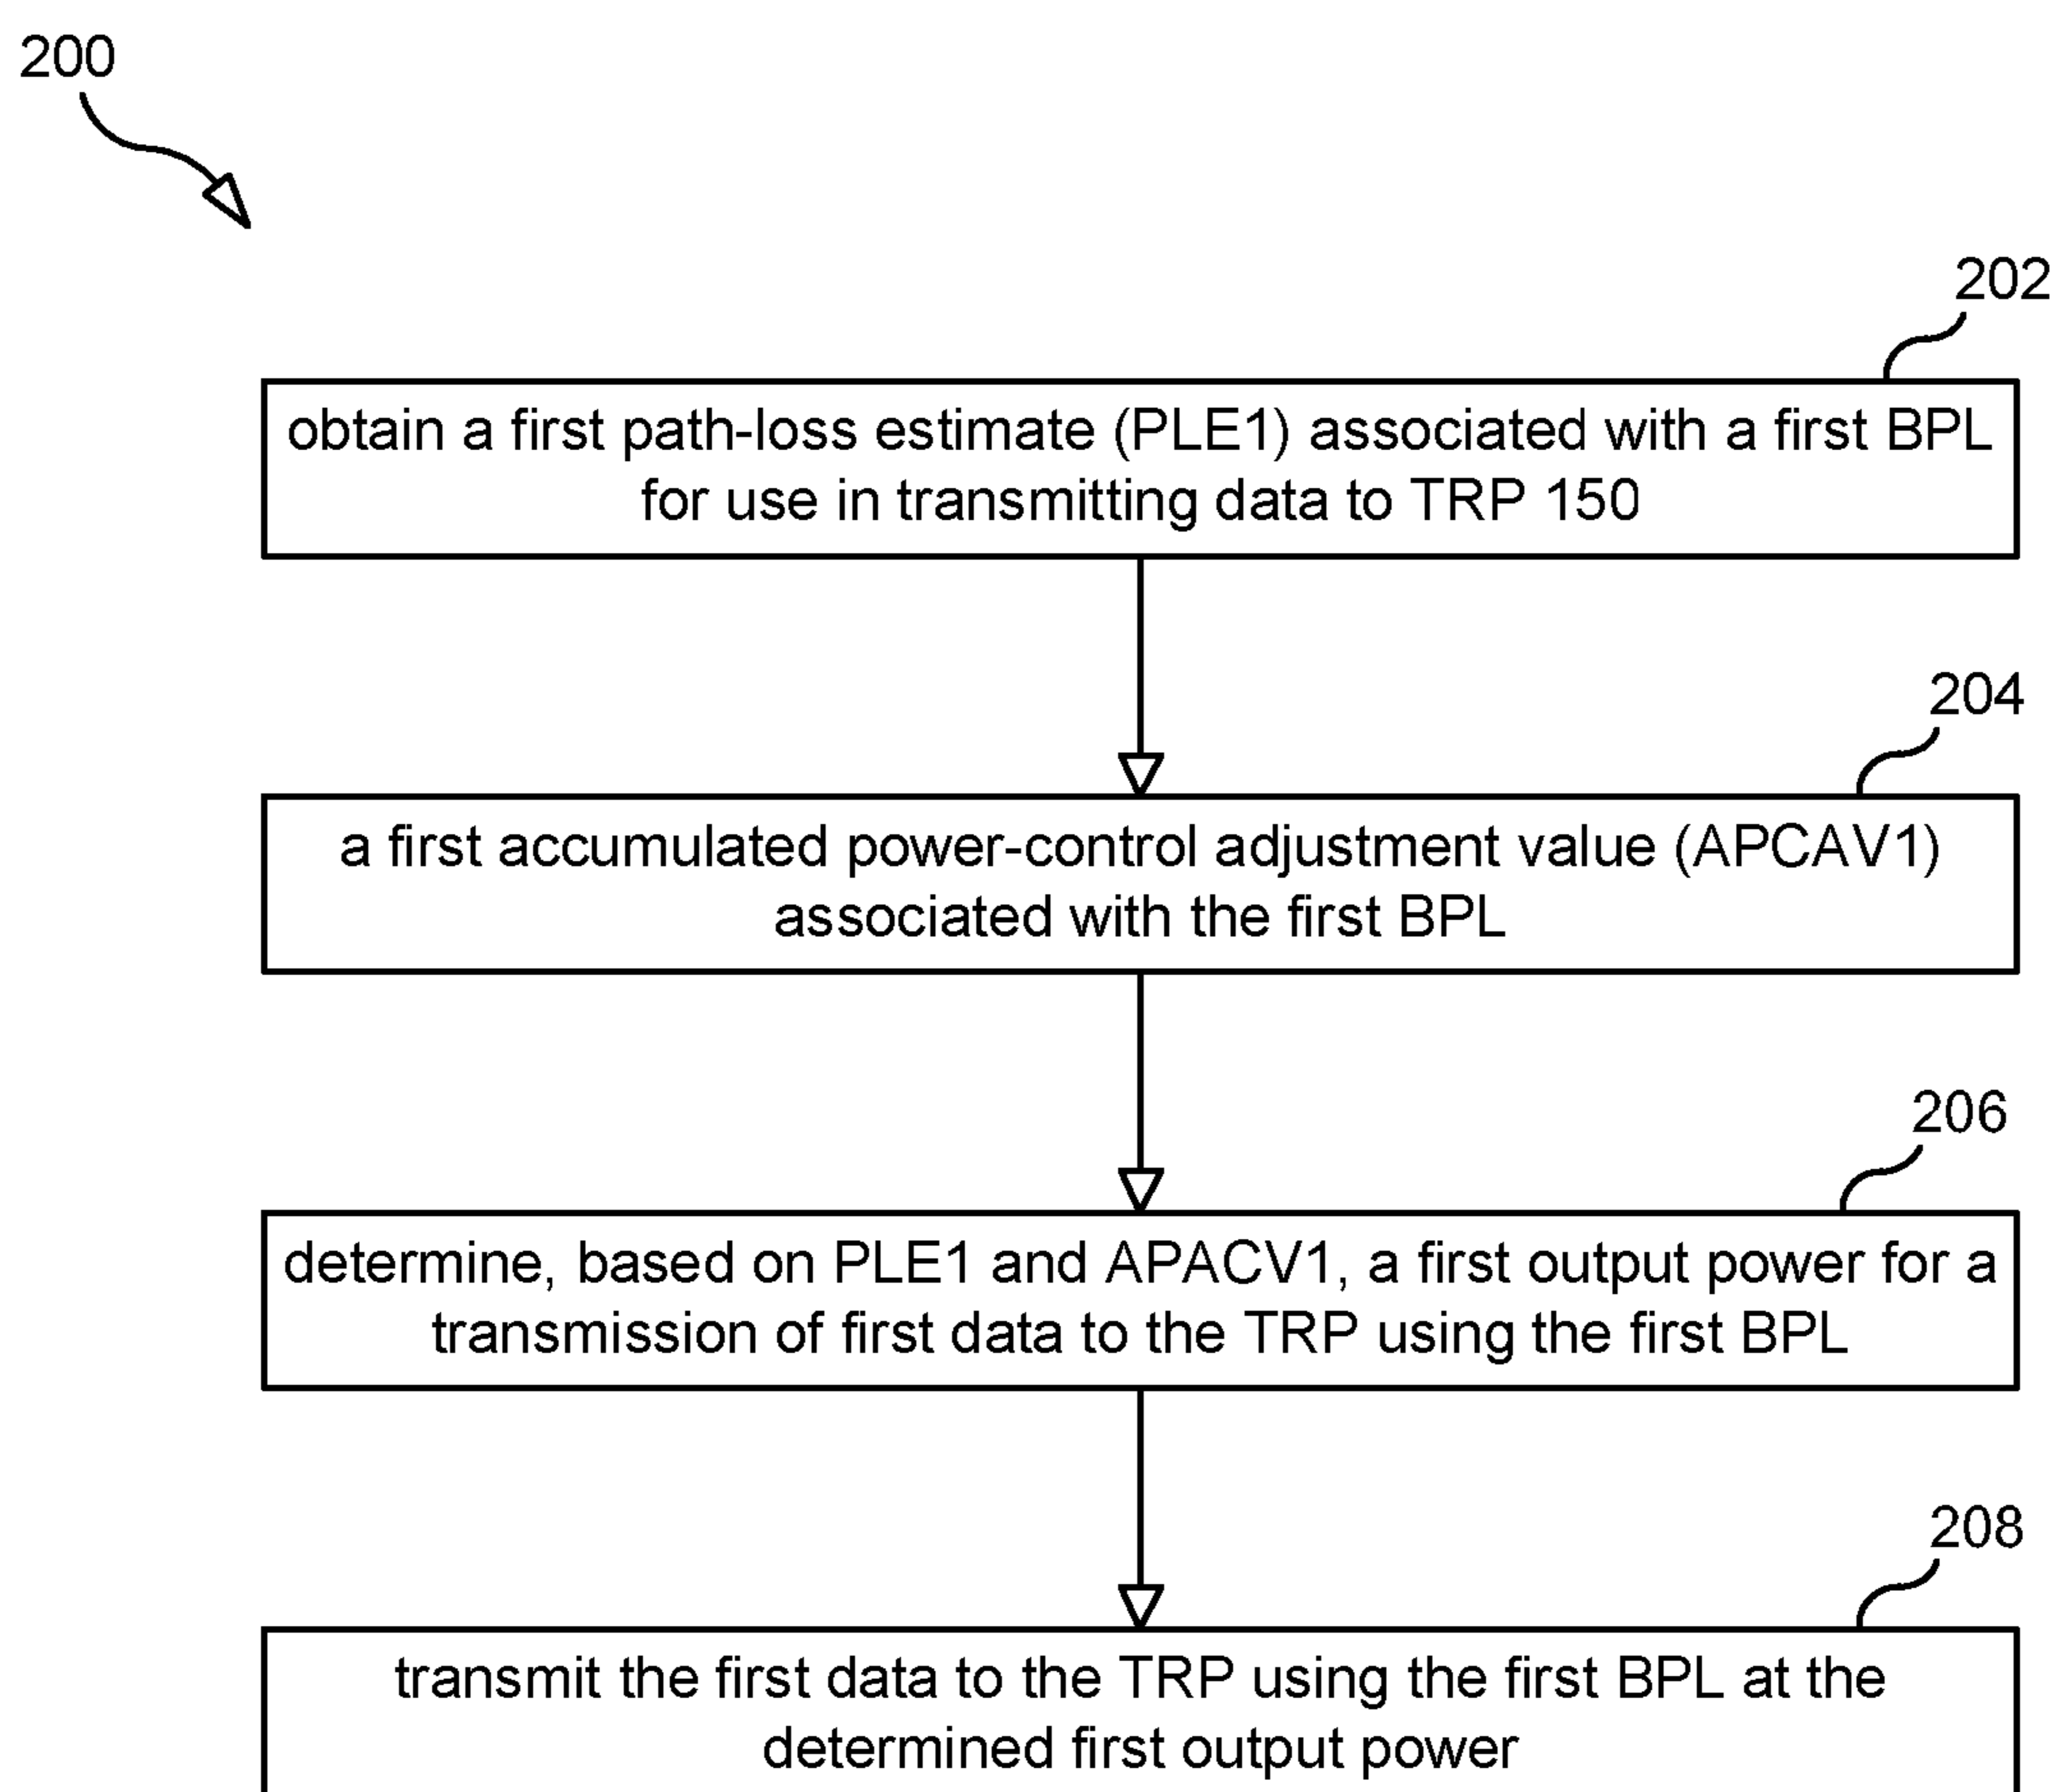 200
202
obtain a first path-loss estimate (PLE1) associated with a first BPL
for use in transmitting data to TRP 150
204
a first accumulated power-control adjustment value (APCAV1)
associated with the first BPL
206
determine, based on PLE1 and APACV1, a first output power for a
transmission of first data to the TRP using the first BPL
208
transmit the first data to the TRP using the first BPL at the
determined first output power